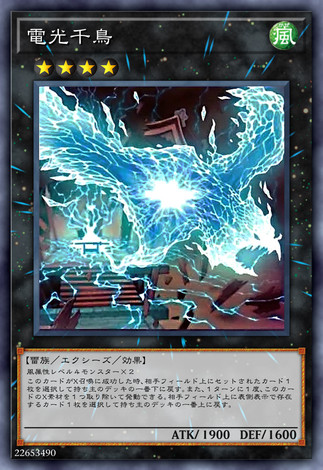 電光千鳥
風
【雷族／エクシーズ／効果】
風属性レベル４モンスター×２
このカードがX召喚に成功した時、相手フィールド上にセットされたカード１
枚を選択して持ち主のデッキの一番下に戻す。また、１ターンに１度、このカード
のX素材を１つ取り除いて発動できる。相手フィールド上に表側表示で存在
するカード１枚を選択して持ち主のデッキの一番上に戻す。
ATK/1900 DEF/1600
22653490